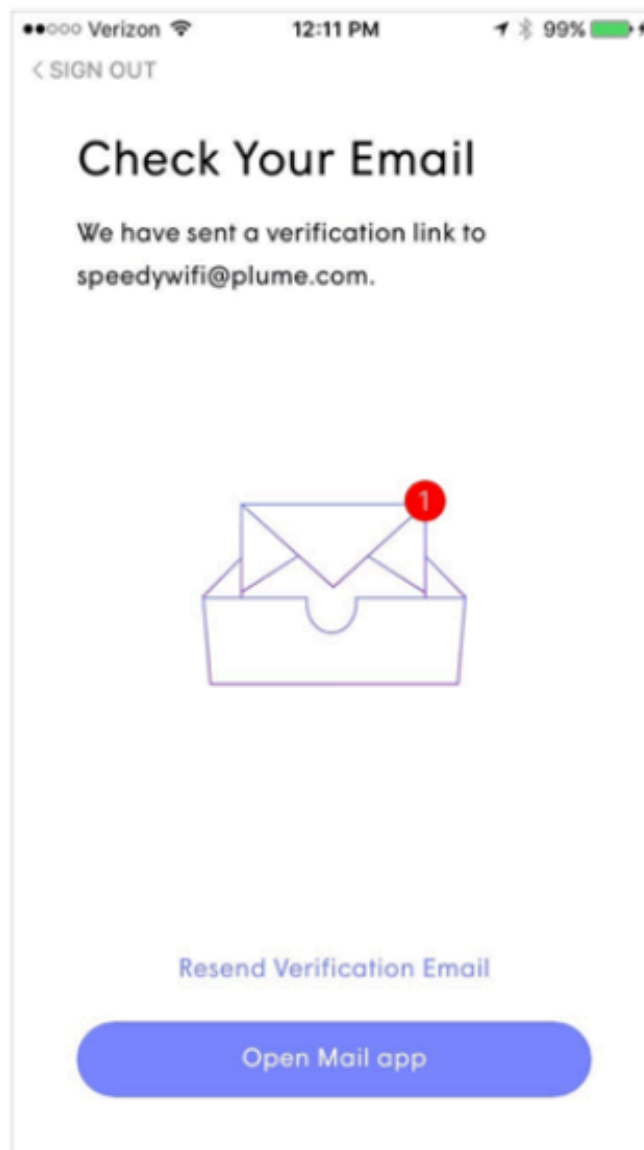 Verizon 12:11 PM 99%
< SIGN OUT
Check Your Email
We have sent a verification link to
speedywifi@plume.com.
1
Resend Verification Email
Open Mail app